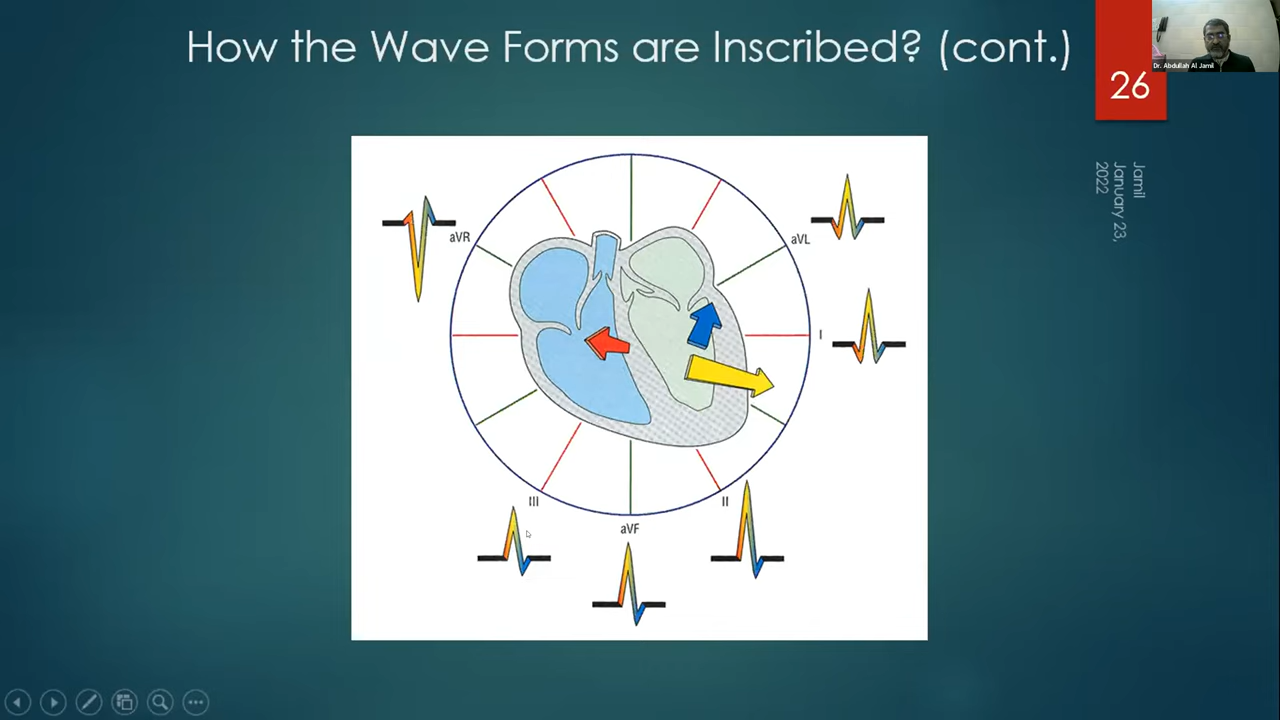 How the Wave Forms are Inscribed? (cont.)
Dr. Abdullah Al Jamil
26
Jamil
January 23,
2022
aVR
aVL
I
III
II
aVF